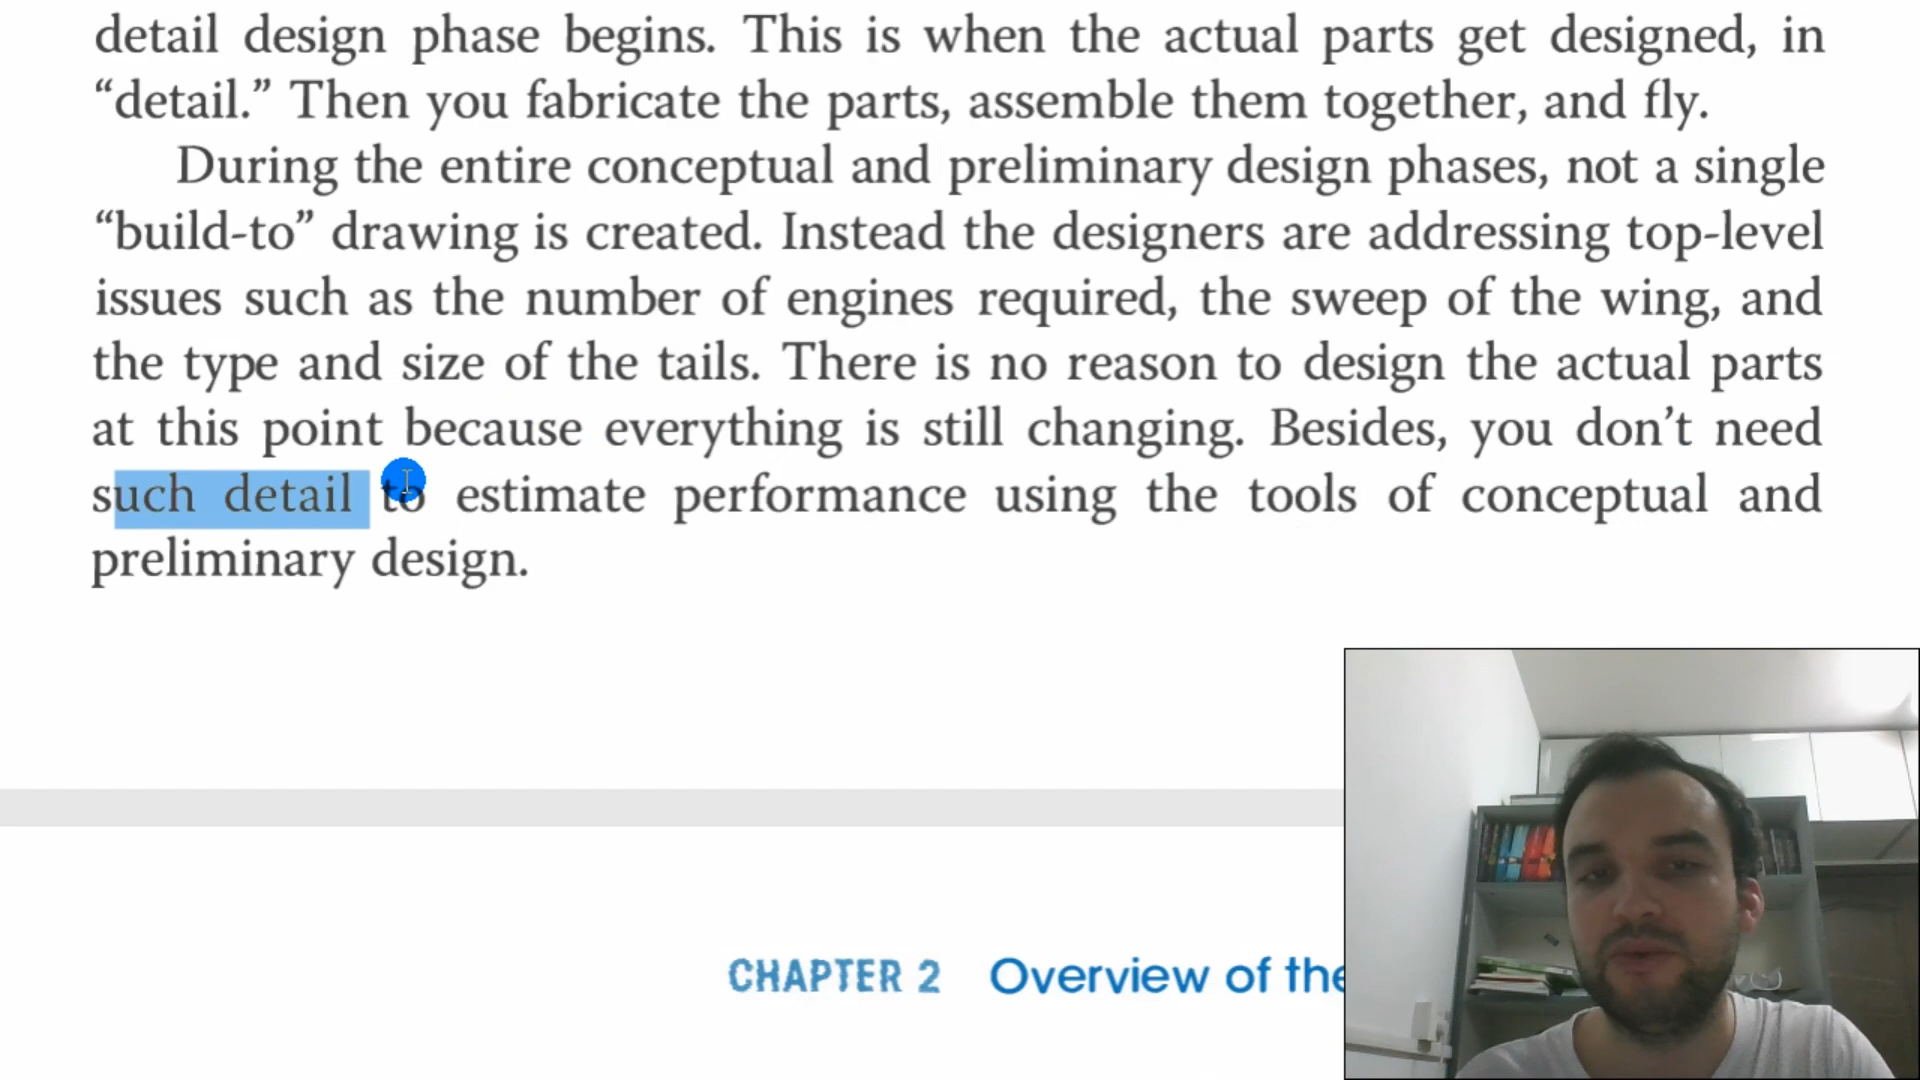 detail design phase begins. This is when the actual parts get designed, in
“detail.” Then you fabricate the parts, assemble them together, and fly.
During the entire conceptual and preliminary design phases, not a single
“build-to” drawing is created. Instead the designers are addressing top-level
issues such as the number of engines required, the sweep of the wing, and
the type and size of the tails. There is no reason to design the actual parts
at this point because everything is still changing. Besides, you don’t need
such detail to estimate performance using the tools of conceptual and
preliminary design.
CHAPTER 2 Overview of the